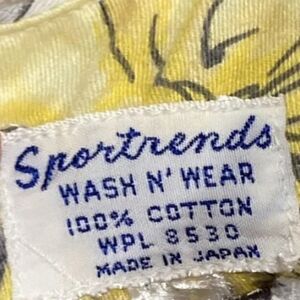 Sportrends
WASH N' WEAR
100% COTTON
WPL 8530
MADE IN JAPAN